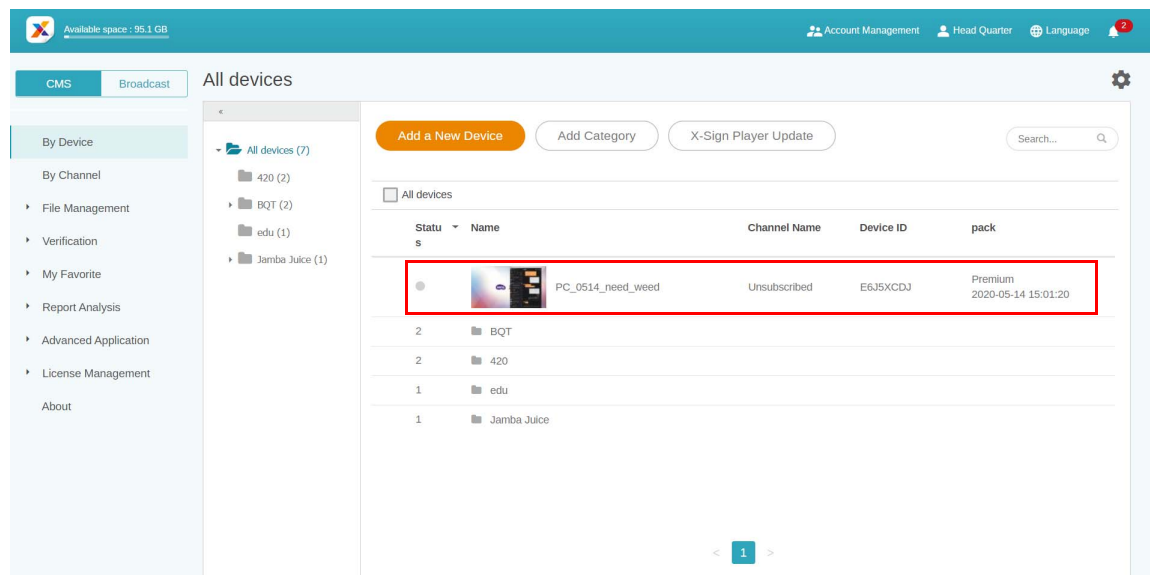 Available space : 95.1 GB
Account Management
Head Quarter
Language
2
CMS
Broadcast
All devices
«
By Device
By Channel
File Management
Verification
My Favorite
Report Analysis
Advanced Application
License Management
About
All devices (7)
420 (2)
BQT (2)
edu (1)
Jamba Juice (1)
Add a New Device
Add Category
X-Sign Player Update
Search...
All devices
Statu
s
Name
Channel Name
Device ID
pack
PC_0514_need_weed
Unsubscribed
E6J5XCDJ
Premium
2020-05-14 15:01:20
2
BQT
2
420
1
edu
1
Jamba Juice
<
1
>